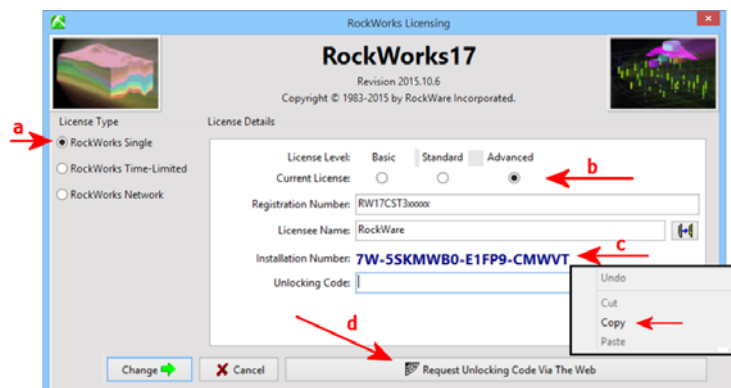 RockWorks Licensing
RockWorks17
Revision 2015.10.6
Copyright © 1983-2015 by RockWare Incorporated.
License Type
License Details
a
RockWorks Single
RockWorks Time-Limited
RockWorks Network
License Level: Basic Standard Advanced
Current License:
b
Registration Number: RW17CST3xxxxx
Licensee Name: RockWare
Installation Number: 7W-5SKMWB0-E1FP9-CMWVT
c
Unlocking Code:
Undo
Cut
Copy
Paste
d
Change
Cancel
Request Unlocking Code Via The Web